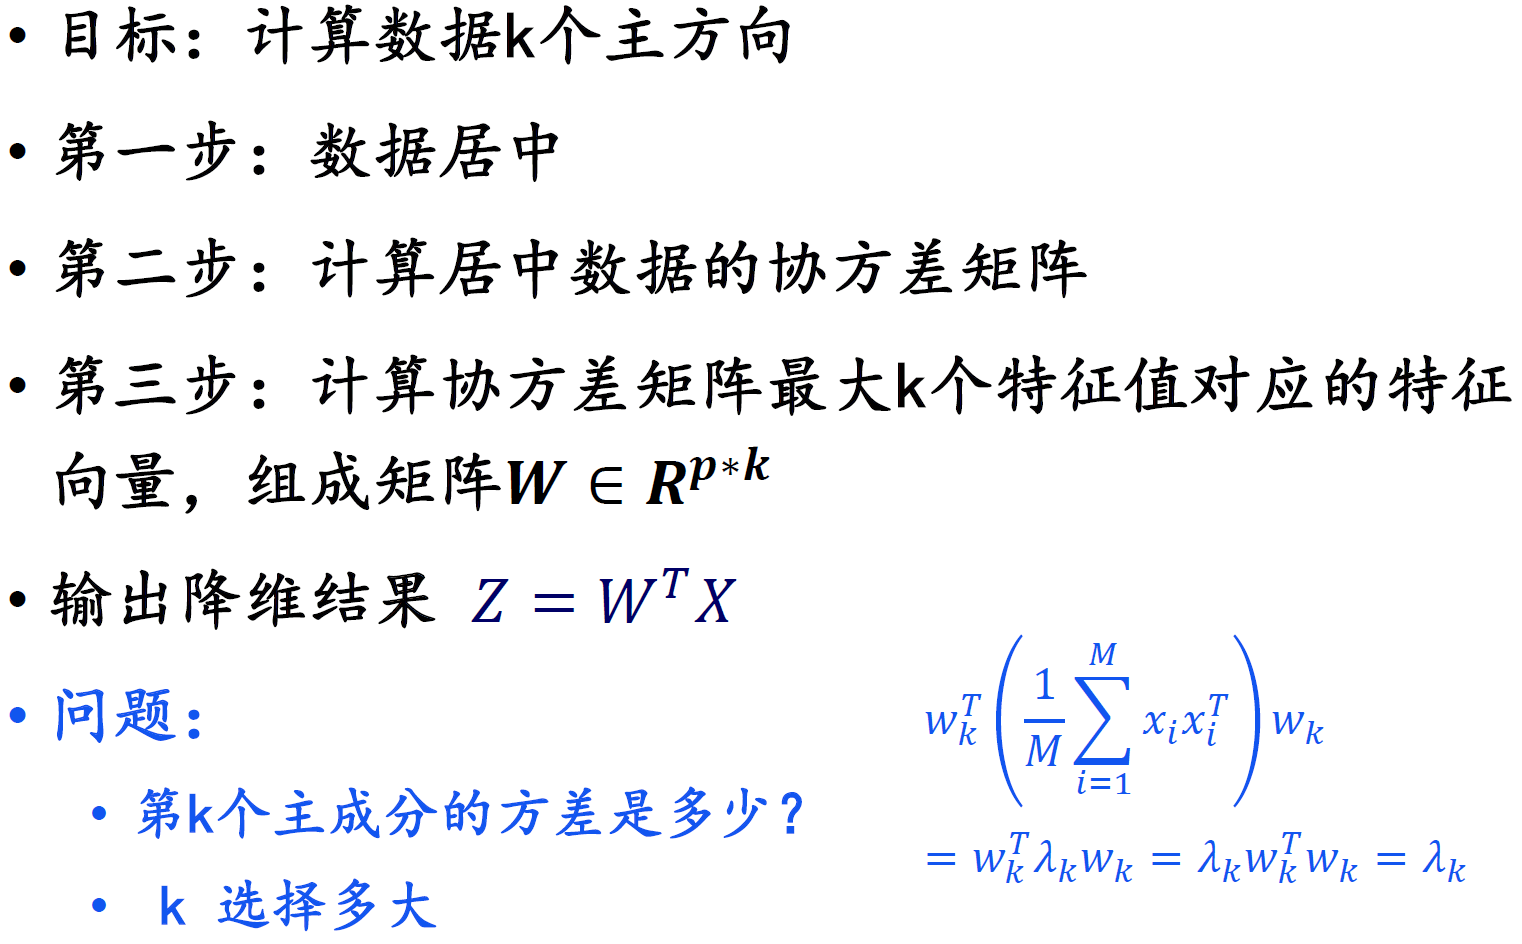 • 目标：计算数据k个主方向
• 第一步：数据居中
• 第二步：计算居中数据的协方差矩阵
• 第三步：计算协方差矩阵最大k个特征值对应的特征
向量，组成矩阵$W \in R^{p*k}$
• 输出降维结果 $Z = W^T X$
• 问题：
• 第k个主成分的方差是多少？
• k 选择多大
$w_k^T \left( \frac{1}{M} \sum_{i=1}^{M} x_i x_i^T \right) w_k$
$= w_k^T \lambda_k w_k = \lambda_k w_k^T w_k = \lambda_k$